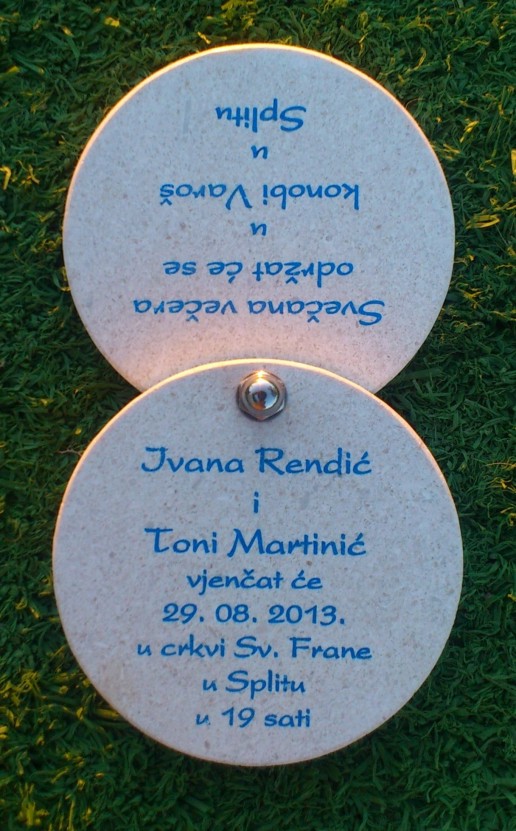 Svečana večera
održat će se
u
konobi Varoš
u
Splitu
Ivana Rendić
i
Toni Martinić
vjenčat će
29. 08. 2013.
u crkvi Sv. Frane
u Splitu
u 19 sati